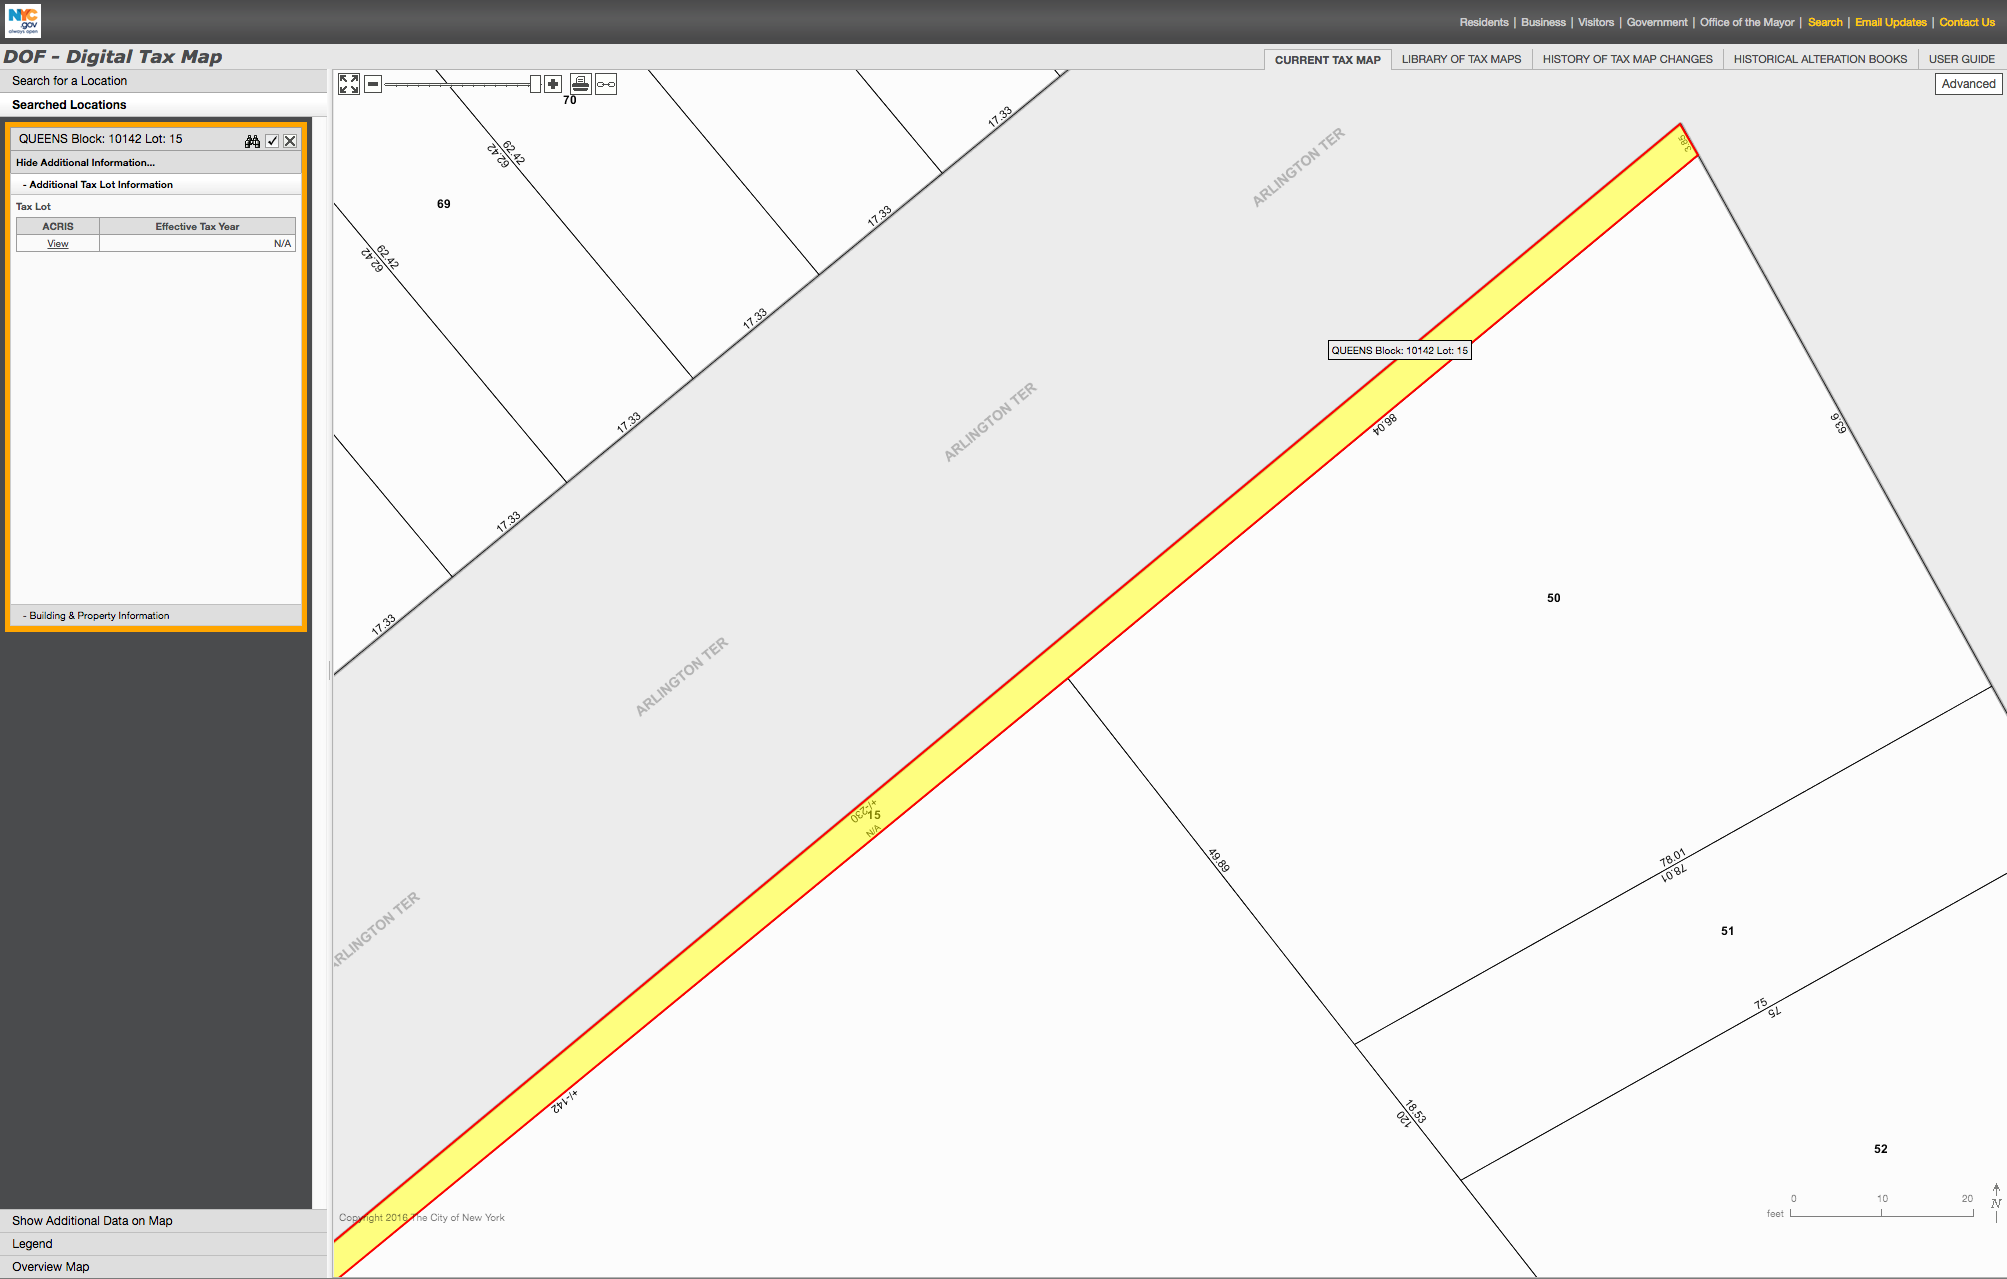 NYC
.gov
always open
Residents | Business | Visitors | Government | Office of the Mayor | Search | Email Updates | Contact Us
DOF - Digital Tax Map
CURRENT TAX MAP
LIBRARY OF TAX MAPS
HISTORY OF TAX MAP CHANGES
HISTORICAL ALTERATION BOOKS
USER GUIDE
Search for a Location
Searched Locations
Advanced
QUEENS Block: 10142 Lot: 15
Hide Additional Information...
- Additional Tax Lot Information
Tax Lot
ACRIS Effective Tax Year
View N/A
- Building & Property Information
Show Additional Data on Map
Legend
Overview Map
70
17.33
ARLINGTON TER
3.85
62.42
62.42
69
17.33
62.42
62.42
17.33
QUEENS Block: 10142 Lot: 15
ARLINGTON TER
17.33
86.04
63.6
17.33
50
17.33
ARLINGTON TER
+/-230
15
N/A
49.89
78.01
78.01
ARLINGTON TER
51
75
75
+/-142
18.53
120
52
0 10 20
feet
N
Copyright 2016 The City of New York